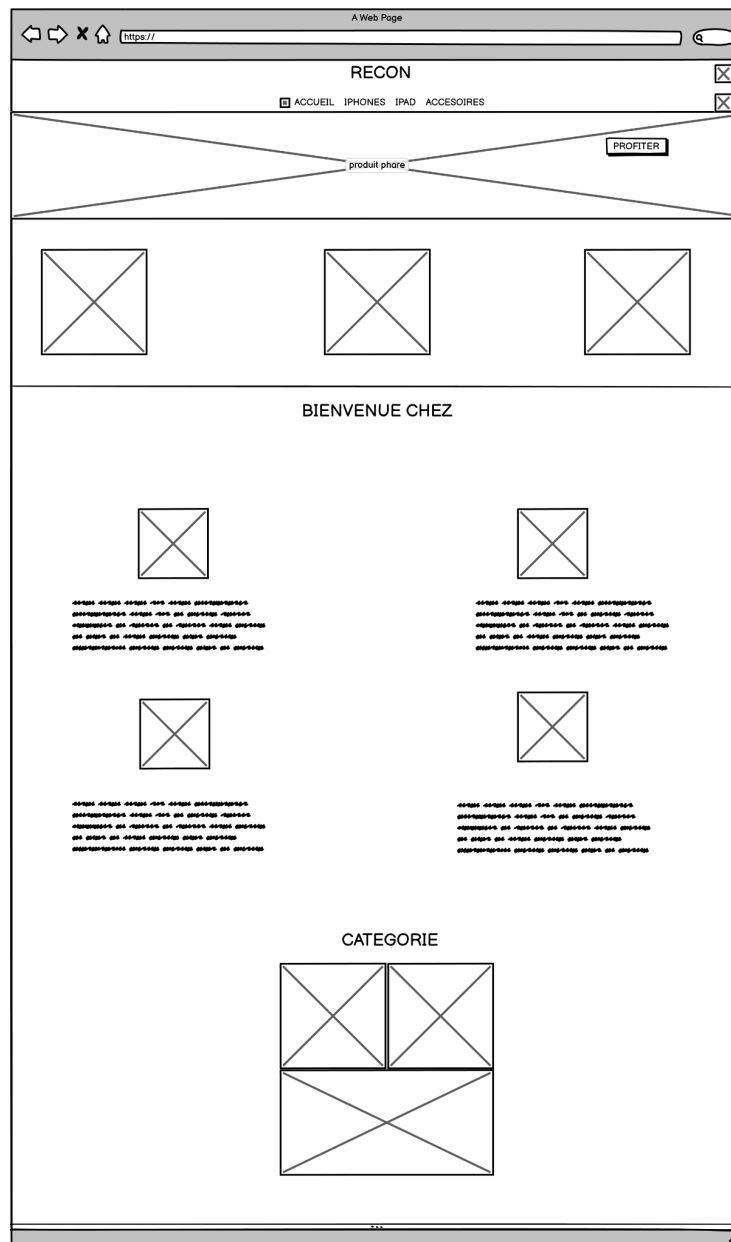 A Web Page
https://
RECON
ACCUEIL IPHONES IPAD ACCESOIRES
PROFITER
produit phare
BIENVENUE CHEZ
CATEGORIE